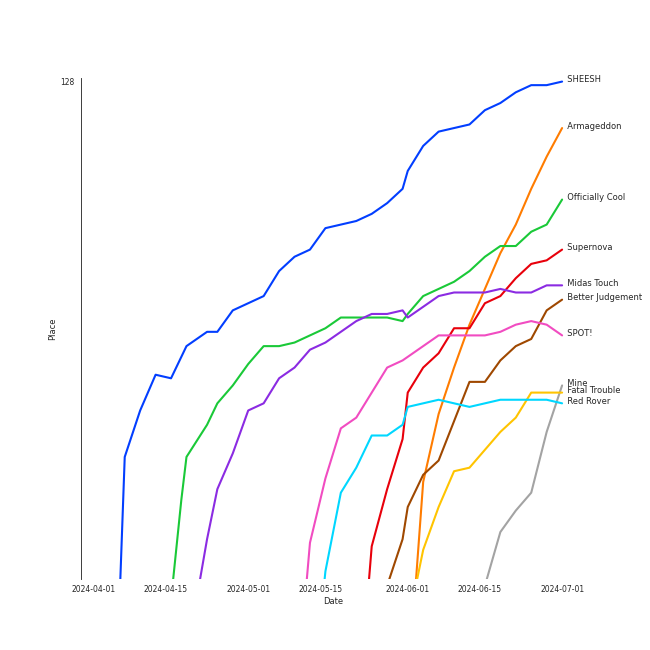 128
SHEESH
Armageddon
Officially Cool
Supernova
Midas Touch
Better Judgement
SPOT!
Mine
Fatal Trouble
Red Rover
Place
2024-04-01 2024-04-15 2024-05-01 2024-05-15 2024-06-01 2024-06-15 2024-07-01
Date